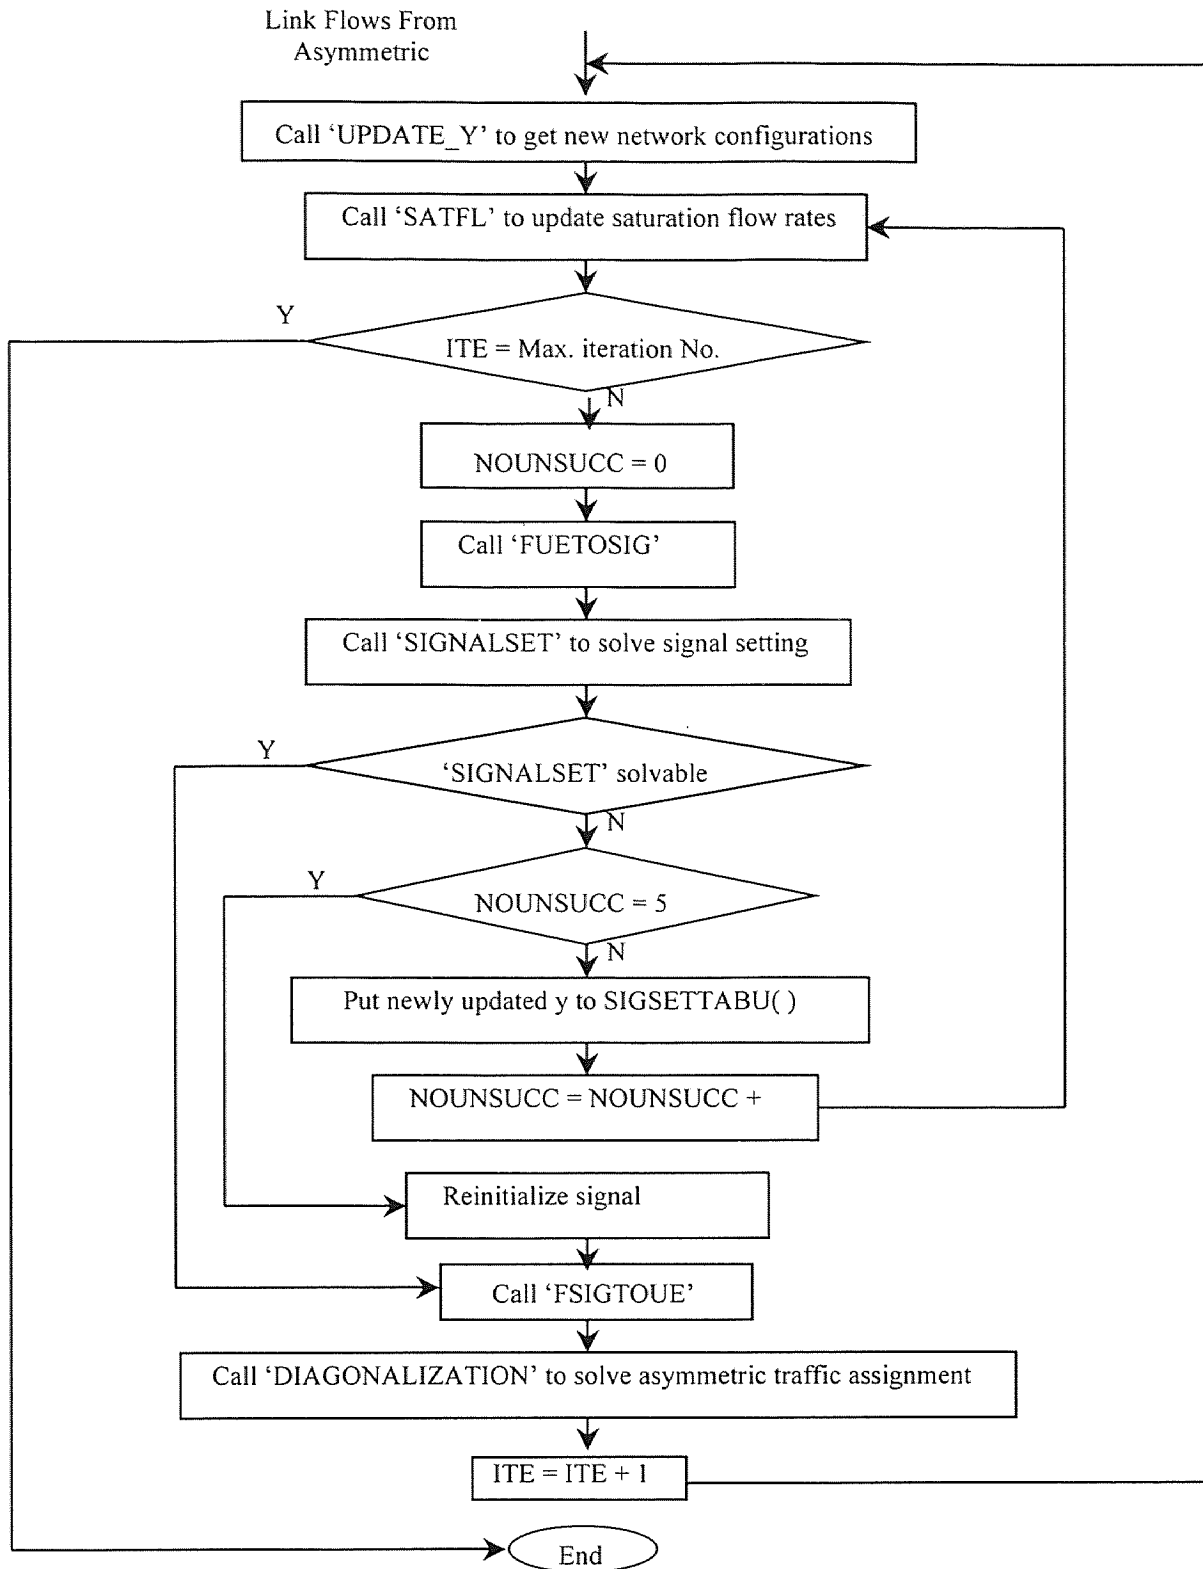 Link Flows From
Asymmetric
Call ‘UPDATE_Y’ to get new network configurations
Call ‘SATFL’ to update saturation flow rates
Y
ITE = Max. iteration No.
N
NOUNSUCC = 0
Call ‘FUETOSIG’
Call ‘SIGNALSET’ to solve signal setting
Y
‘SIGNALSET’ solvable
N
Y
NOUNSUCC = 5
N
Put newly updated y to SIGSETTABU( )
NOUNSUCC = NOUNSUCC +
Reinitialize signal
Call ‘FSIGTOUE’
Call ‘DIAGONALIZATION’ to solve asymmetric traffic assignment
ITE = ITE + 1
End